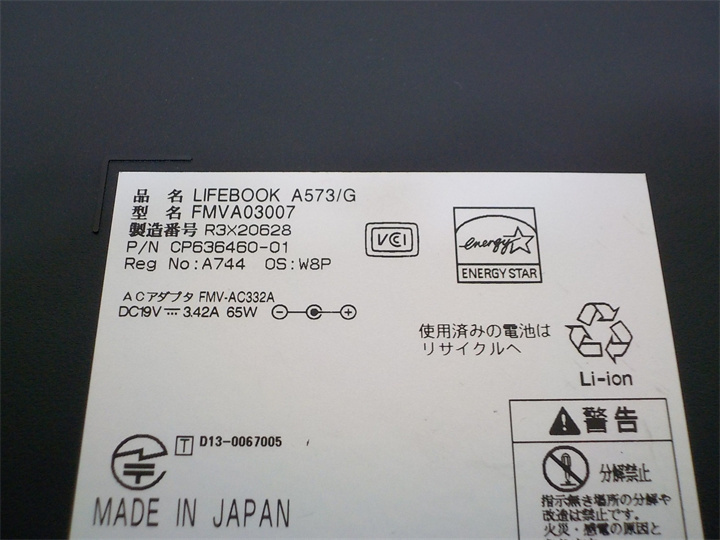 品 名 LIFEBOOK A573/G
型 名 FMVA03007
製造番号 R3X20628
P/N CP636460-01
Reg No:A744 OS:W8P
VCCI
energy
ENERGY STAR
ACアダプタ FMV-AC332A
DC19V 3.42A 65W
使用済みの電池は
リサイクルへ
Li-ion
警告
分解禁止
指示無き場所の分解や
改造は禁止です。
火災・感電の原因と
T D13-0067005
MADE IN JAPAN